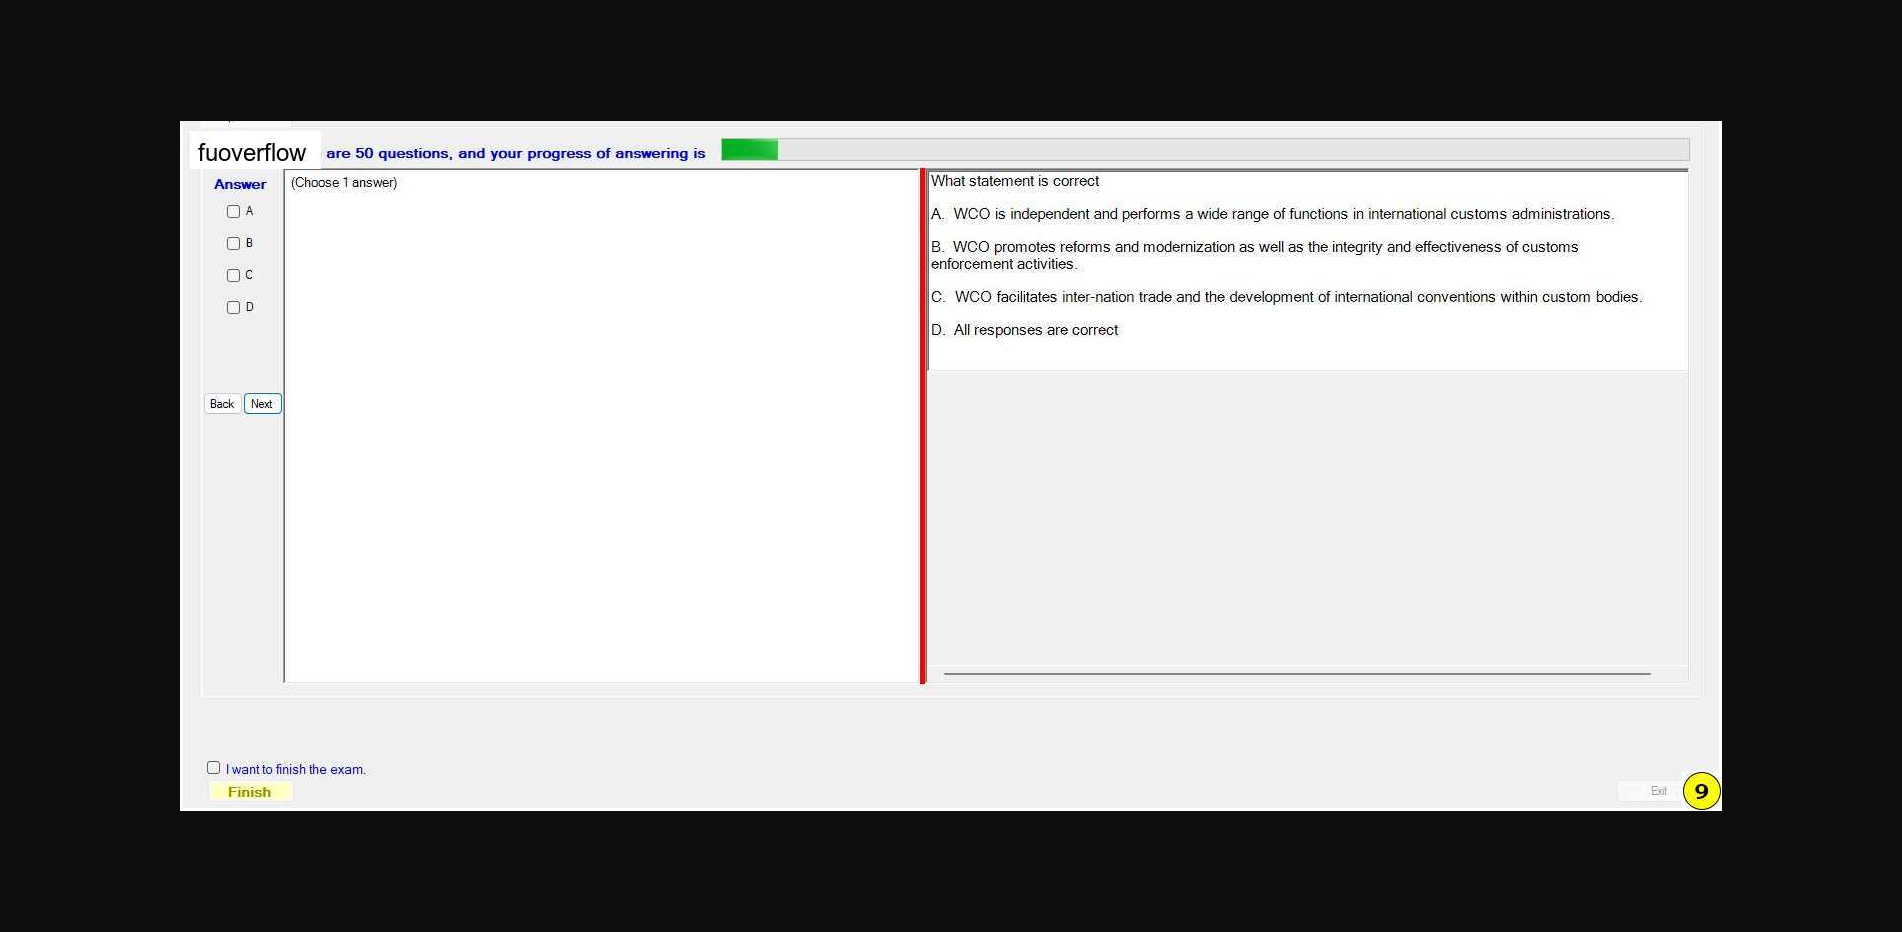 fuoverflow are 50 questions, and your progress of answering is
Answer
A
B
C
D
Back Next
(Choose 1 answer)
What statement is correct
A. WCO is independent and performs a wide range of functions in international customs administrations.
B. WCO promotes reforms and modernization as well as the integrity and effectiveness of customs
enforcement activities.
C. WCO facilitates inter-nation trade and the development of international conventions within custom bodies.
D. All responses are correct
I want to finish the exam.
Finish
Exit
9